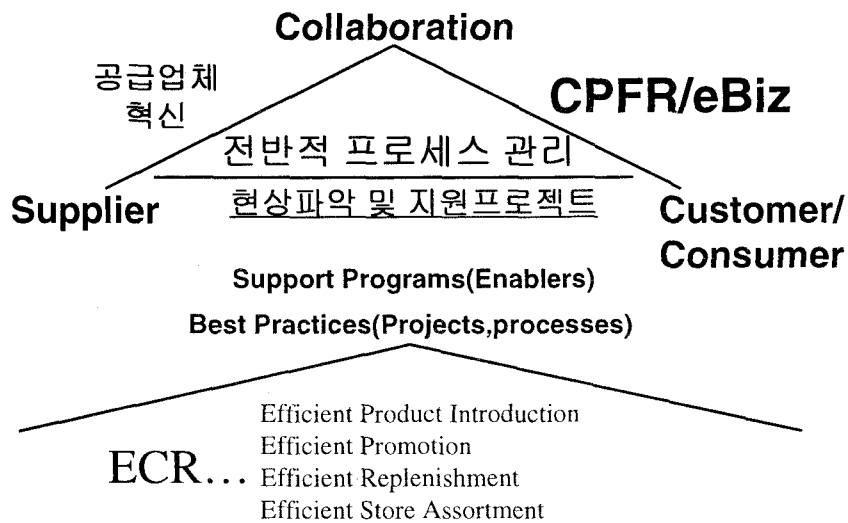 Collaboration
공급업체
혁신
CPFR/eBiz
전반적 프로세스 관리
Supplier
현상파악 및 지원프로젝트
Customer/
Consumer
Support Programs(Enablers)
Best Practices(Projects,processes)
ECR...
Efficient Product Introduction
Efficient Promotion
Efficient Replenishment
Efficient Store Assortment